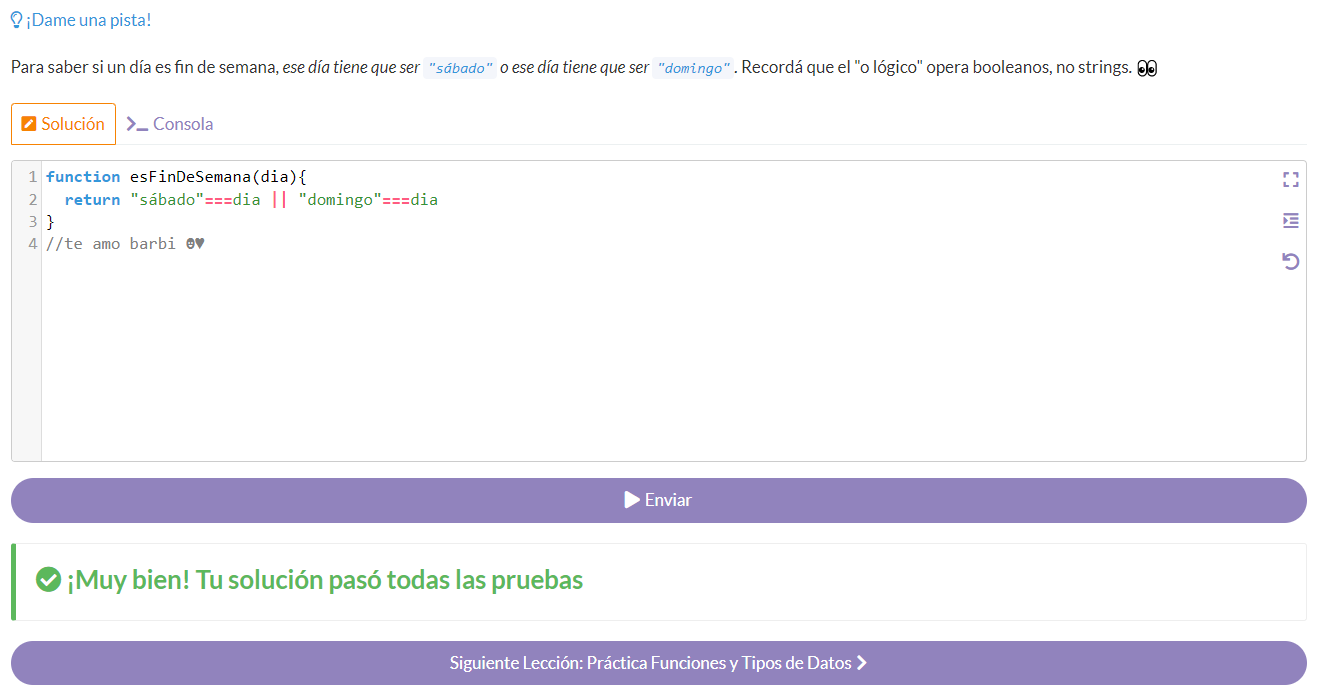 ¡Dame una pista!
Para saber si un día es fin de semana, ese día tiene que ser "sábado" o ese día tiene que ser "domingo". Recordá que el "o lógico" opera booleanos, no strings. 👀
Solución
Consola
1 function esFinDeSemana(dia){
2   return "sábado"===dia || "domingo"===dia
3 }
4 //te amo barbi
Enviar
¡Muy bien! Tu solución pasó todas las pruebas
Siguiente Lección: Práctica Funciones y Tipos de Datos